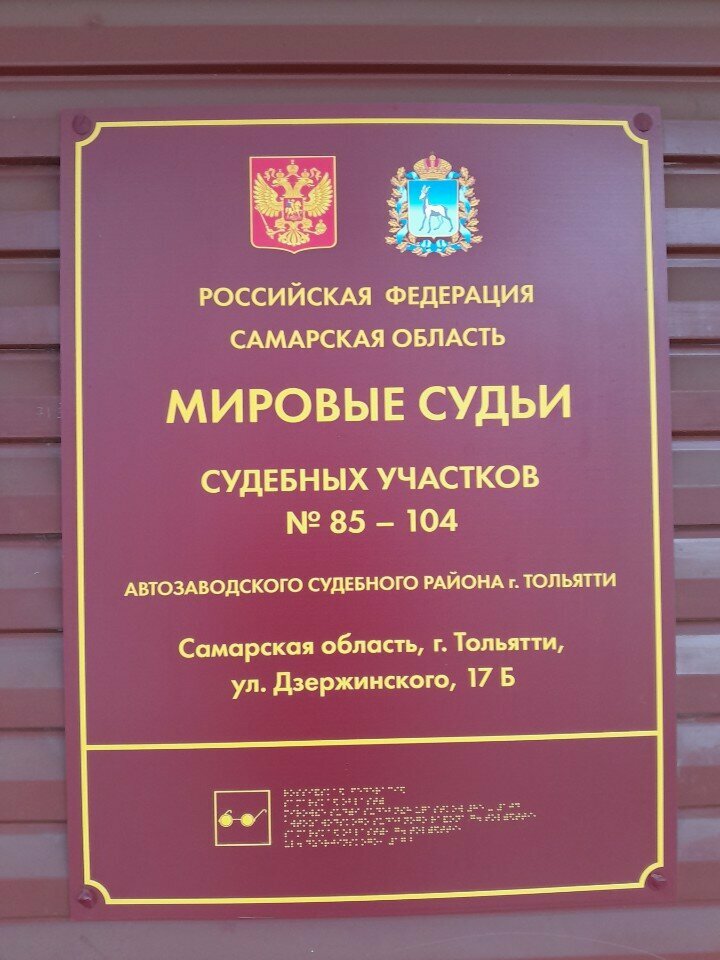 РОССИЙСКАЯ ФЕДЕРАЦИЯ
САМАРСКАЯ ОБЛАСТЬ
МИРОВЫЕ СУДЬИ
СУДЕБНЫХ УЧАСТКОВ
№ 85 – 104
АВТОЗАВОДСКОГО СУДЕБНОГО РАЙОНА г. ТОЛЬЯТТИ
Самарская область, г. Тольятти,
ул. Дзержинского, 17 Б